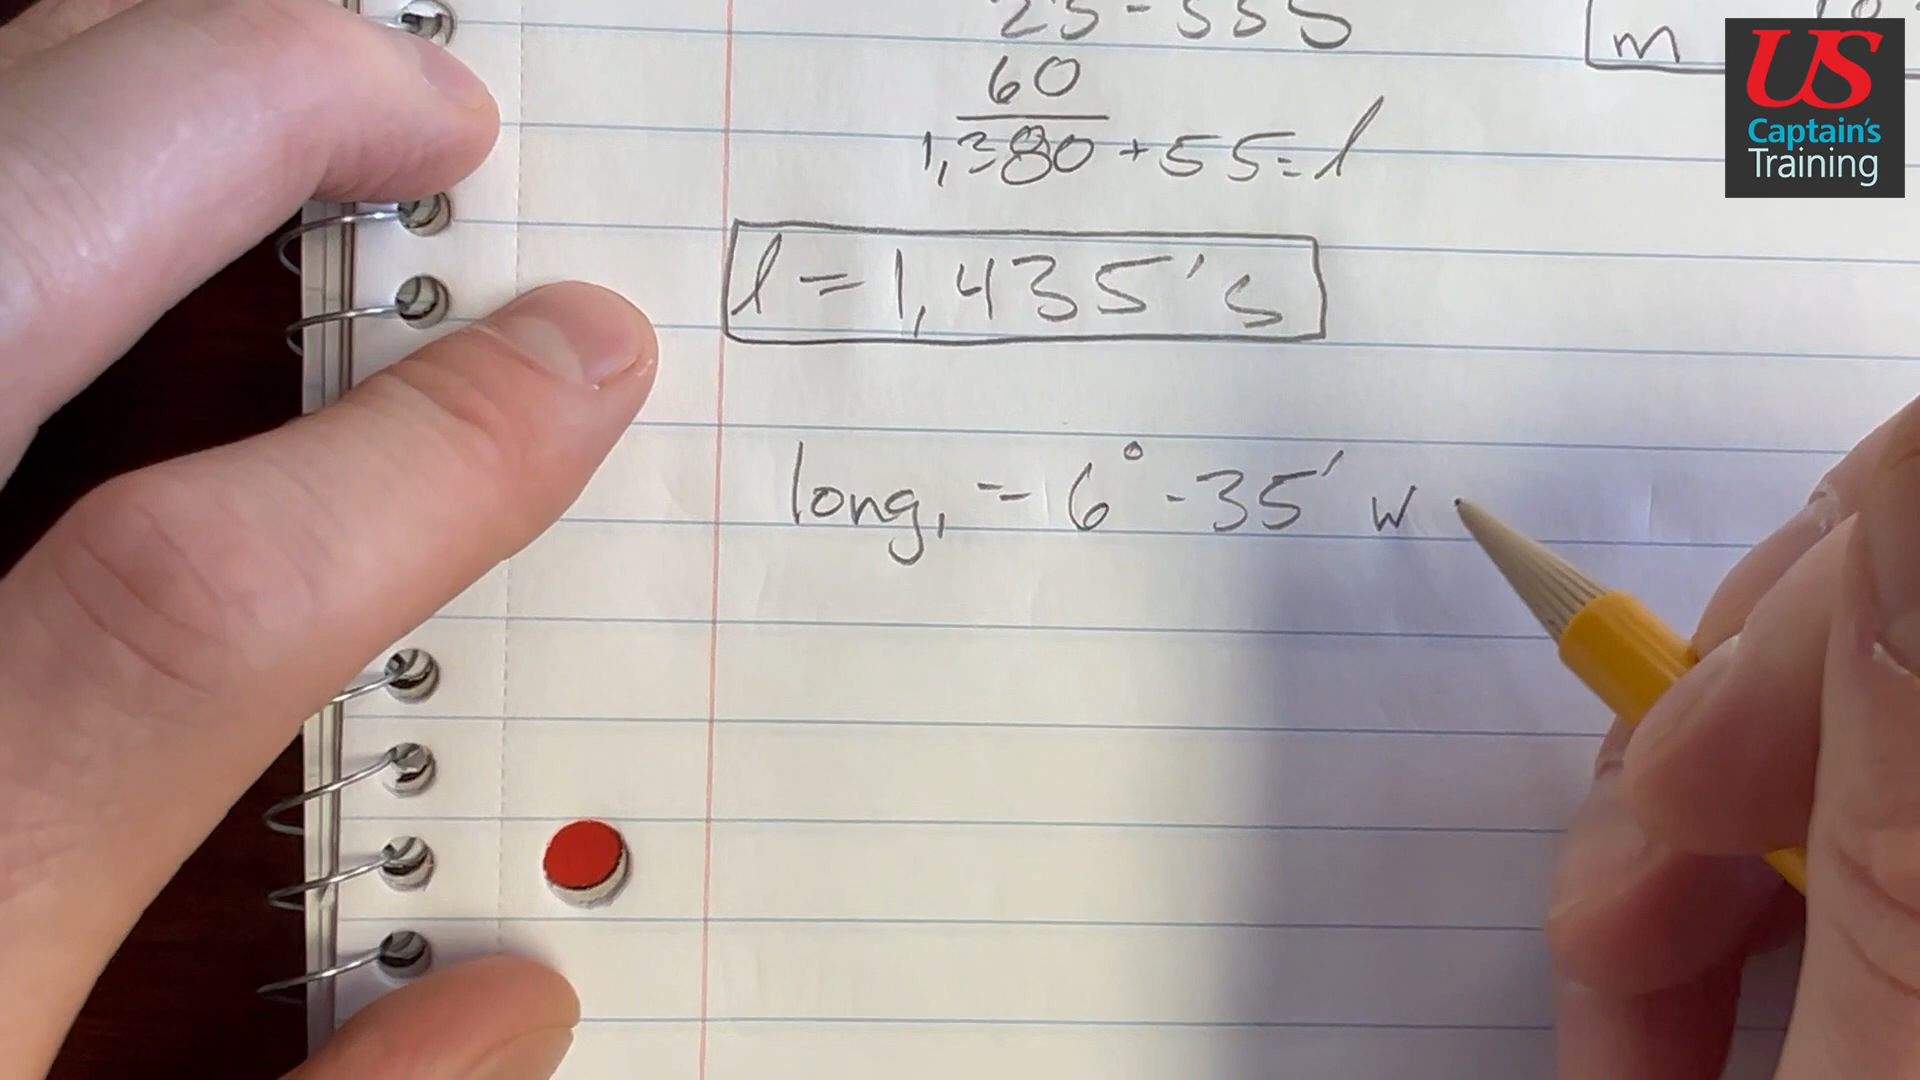 60
1,380 + 55 = l
l = 1,435's
long, = 6° - 35' w
m
US
Captain's
Training